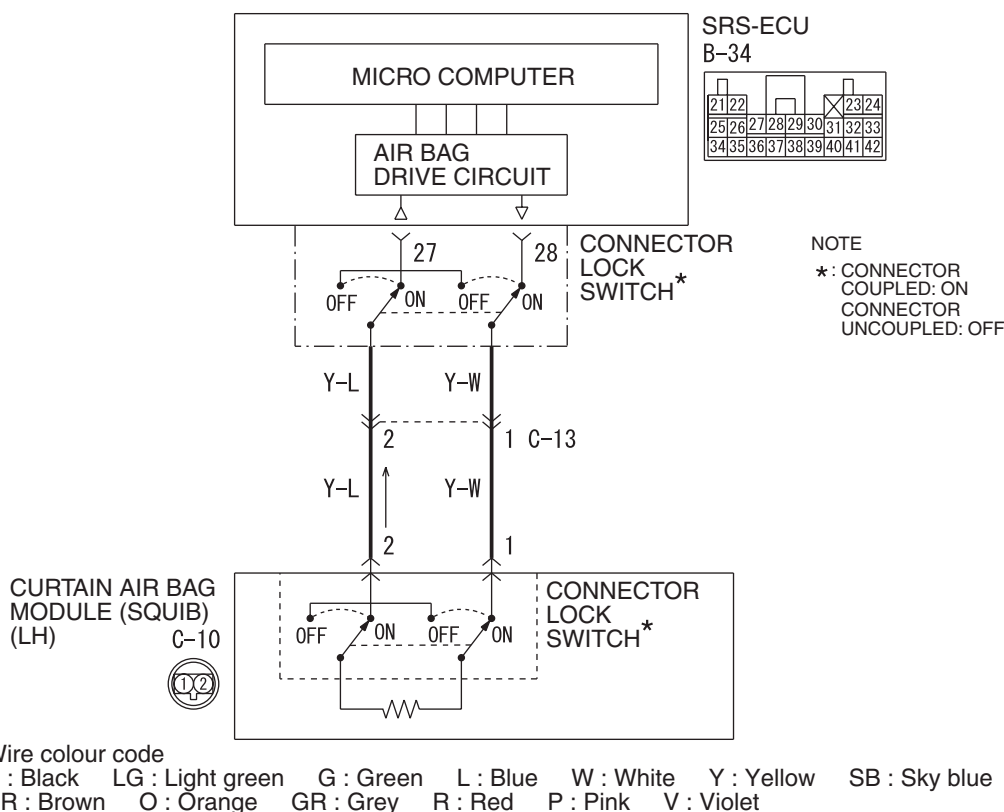 SRS-ECU
B-34
MICRO COMPUTER
21 22 23 24
25 26 27 28 29 30 31 32 33
34 35 36 37 38 39 40 41 42
AIR BAG
DRIVE CIRCUIT
27 28
CONNECTOR
LOCK
SWITCH*
OFF ON OFF ON
NOTE
*: CONNECTOR
COUPLED: ON
CONNECTOR
UNCOUPLED: OFF
Y-L Y-W
2 1 C-13
Y-L Y-W
2 1
CURTAIN AIR BAG
MODULE (SQUIB)
(LH) C-10
1 2
CONNECTOR
LOCK
SWITCH*
OFF ON OFF ON
Wire colour code
: Black LG : Light green G : Green L : Blue W : White Y : Yellow SB : Sky blue
R : Brown O : Orange GR : Grey R : Red P : Pink V : Violet